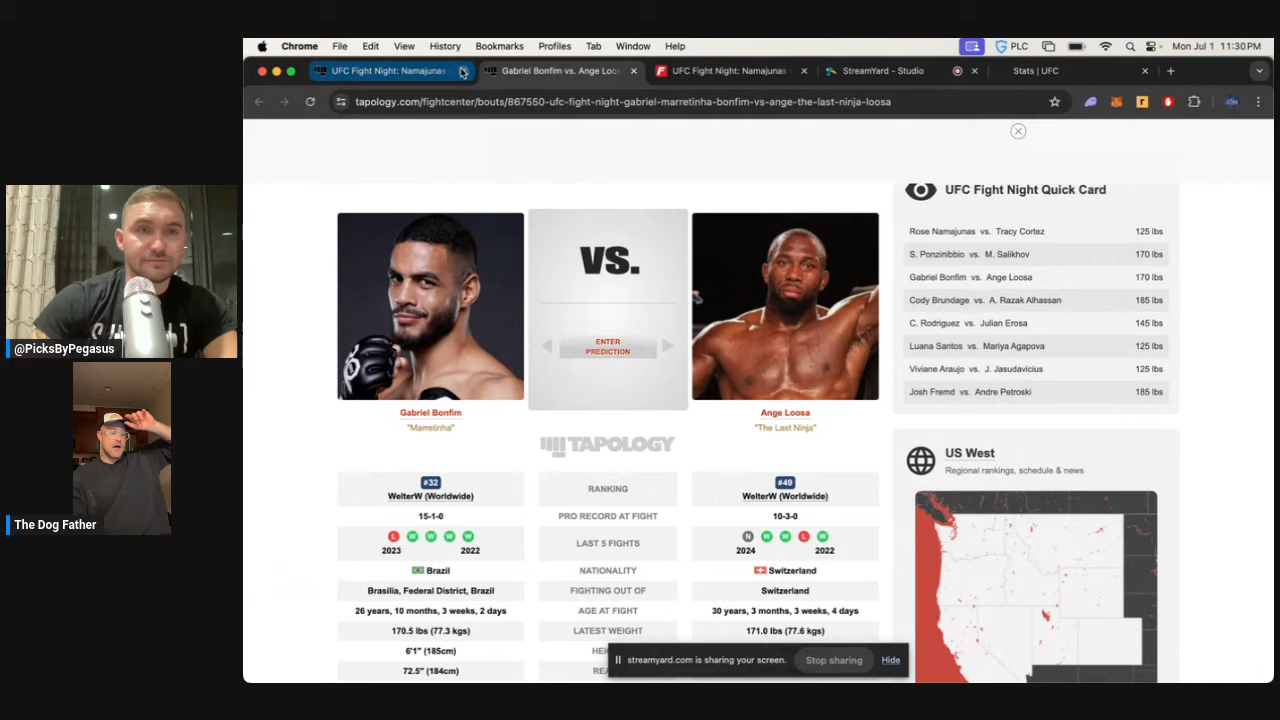 Chrome File Edit View History Bookmarks Profiles Tab Window Help
PLC Mon Jul 1 11:30PM
UFC Fight Night: Namajunas
Gabriel Bonfim vs. Ange Loos
UFC Fight Night: Namajunas
StreamYard - Studio
Stats | UFC
tapology.com/fightcenter/bouts/867550-ufc-fight-night-gabriel-marretinha-bonfim-vs-ange-the-last-ninja-loosa
UFC Fight Night Quick Card
Rose Namajunas vs. Tracy Cortez 125 lbs
S. Ponzinibbio vs. M. Salikhov 170 lbs
Gabriel Bonfim vs. Ange Loosa 170 lbs
Cody Brundage vs. A. Razak Alhassan 185 lbs
C. Rodriguez vs. Julian Erosa 145 lbs
Luana Santos vs. Mariya Agapova 125 lbs
Viviane Araujo vs. J. Jasudavicius 125 lbs
Josh Fremd vs. Andre Petroski 185 lbs
VS.
ENTER
PREDICTION
Gabriel Bonfim
"Marretinha"
Ange Loosa
"The Last Ninja"
TAPOLOGY
#32
WelterW (Worldwide)
RANKING
#49
WelterW (Worldwide)
15-1-0 PRO RECORD AT FIGHT 10-3-0
L W W W W
2023 2022
LAST 5 FIGHTS
N W W L W
2024 2022
Brazil NATIONALITY Switzerland
Brasilia, Federal District, Brazil FIGHTING OUT OF Switzerland
26 years, 10 months, 3 weeks, 2 days AGE AT FIGHT 30 years, 3 months, 3 weeks, 4 days
170.5 lbs (77.3 kgs) LATEST WEIGHT 171.0 lbs (77.6 kgs)
6'1" (185cm)
72.5" (184cm)
US West
Regional rankings, schedule & news
streamyard.com is sharing your screen. Stop sharing Hide
@PicksByPegasus
The Dog Father